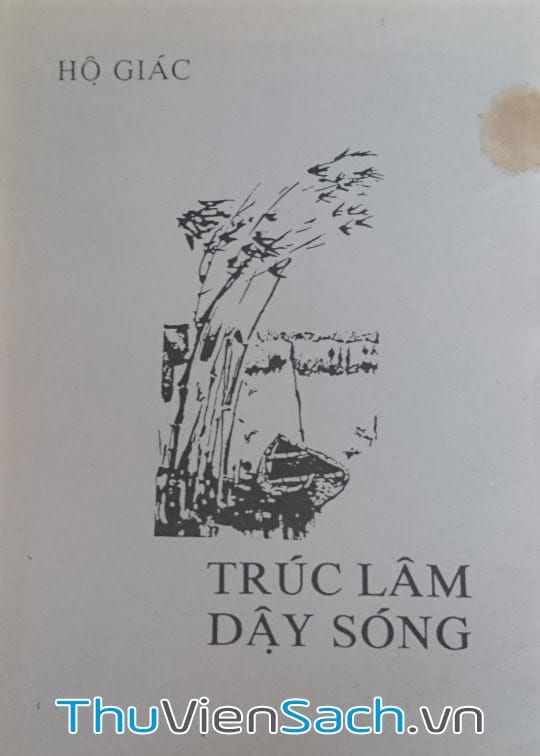 HỘ GIÁC
TRÚC LÂM
DẬY SÓNG
ThuVienSach.vn